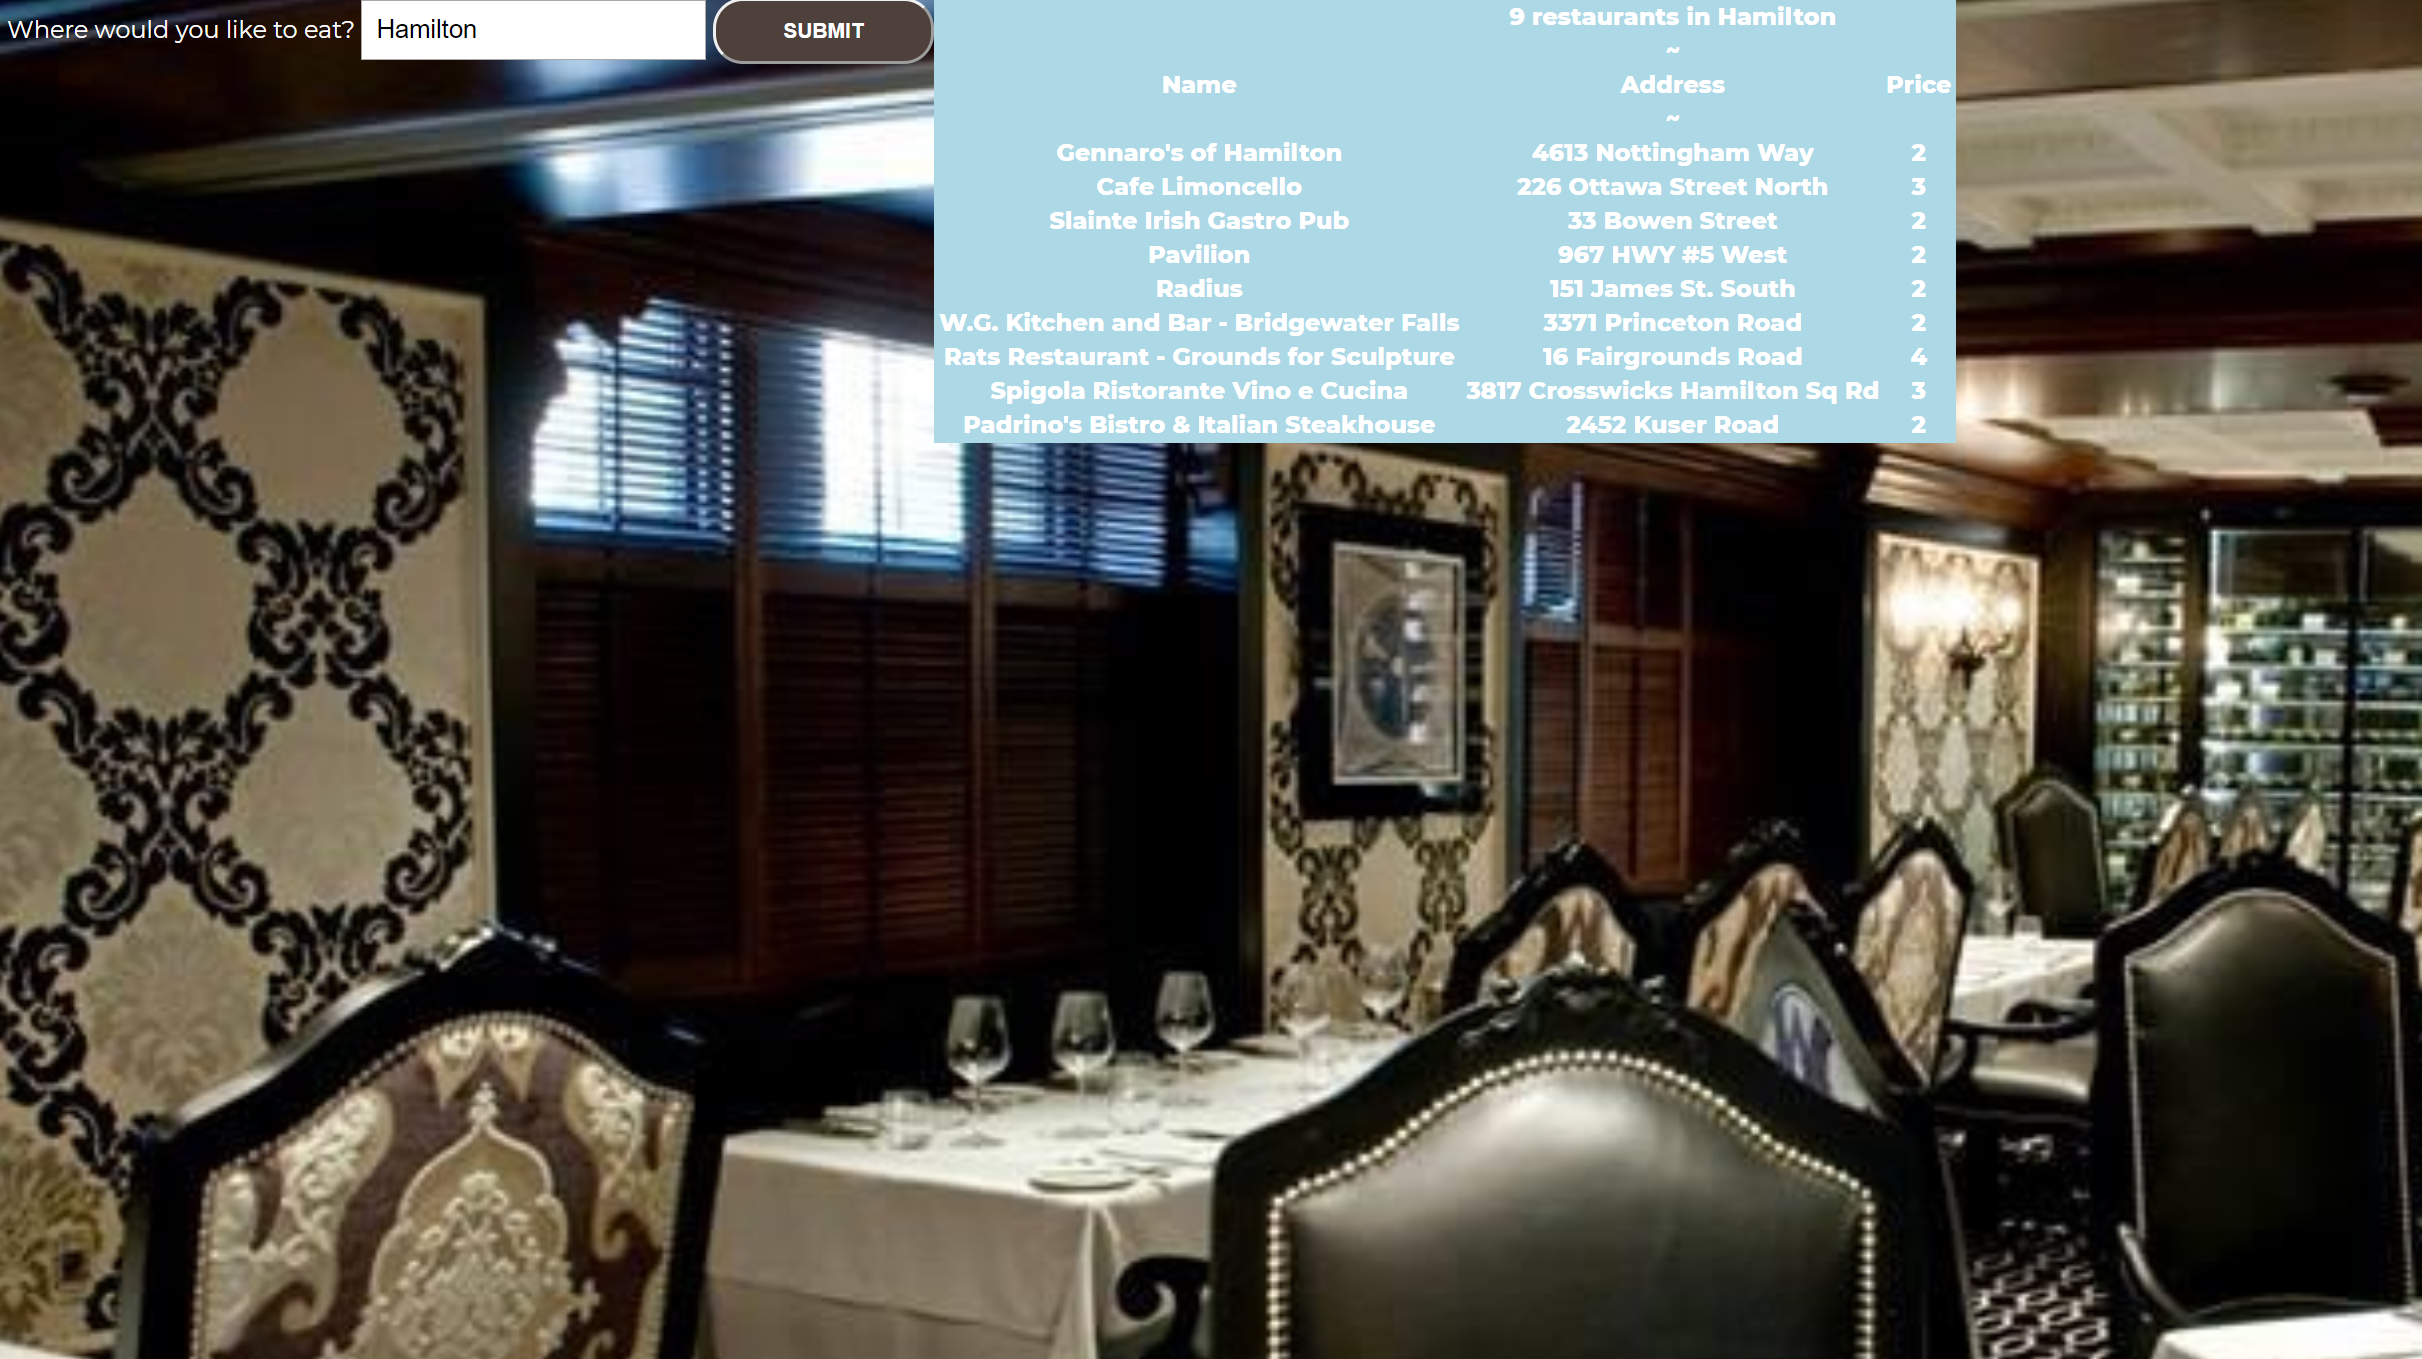 Where would you like to eat? Hamilton SUBMIT
9 restaurants in Hamilton
~
Name Address Price
~
Gennaro's of Hamilton 4613 Nottingham Way 2
Cafe Limoncello 226 Ottawa Street North 3
Slainte Irish Gastro Pub 33 Bowen Street 2
Pavilion 967 HWY #5 West 2
Radius 151 James St. South 2
W.G. Kitchen and Bar - Bridgewater Falls 3371 Princeton Road 2
Rats Restaurant - Grounds for Sculpture 16 Fairgrounds Road 4
Spigola Ristorante Vino e Cucina 3817 Crosswicks Hamilton Sq Rd 3
Padrino's Bistro & Italian Steakhouse 2452 Kuser Road 2